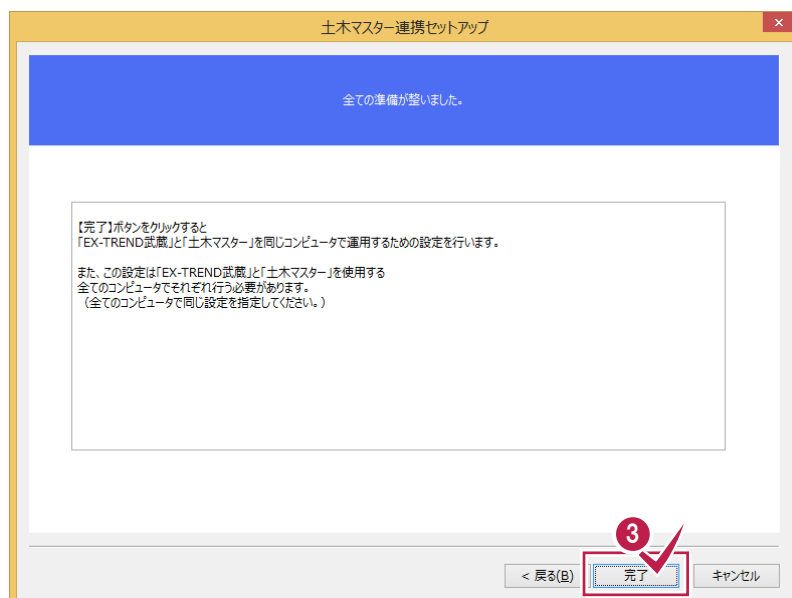 土木マスター連携セットアップ
×
全ての準備が整いました。
【完了】ボタンをクリックすると
「EX-TREND武蔵」と「土木マスター」を同じコンピュータで運用するための設定を行います。
また、この設定は「EX-TREND武蔵」と「土木マスター」を使用する
全てのコンピュータでそれぞれ行う必要があります。
（全てのコンピュータで同じ設定を指定してください。）
3
< 戻る(B)
完了
キャンセル